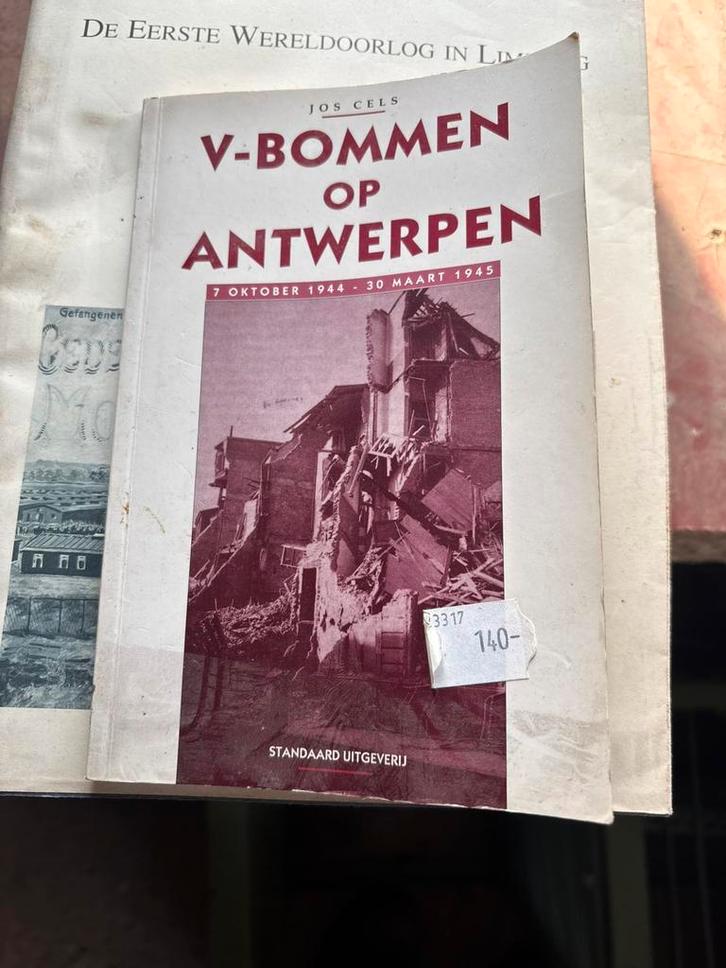 DE EERSTE WERELDOORLOG IN
JOS CELS
V-BOMMEN
OP
ANTWERPEN
7 OKTOBER 1944 - 30 MAART 1945
Gefangenen
3317
140-
STANDAARD UITGEVERIJ